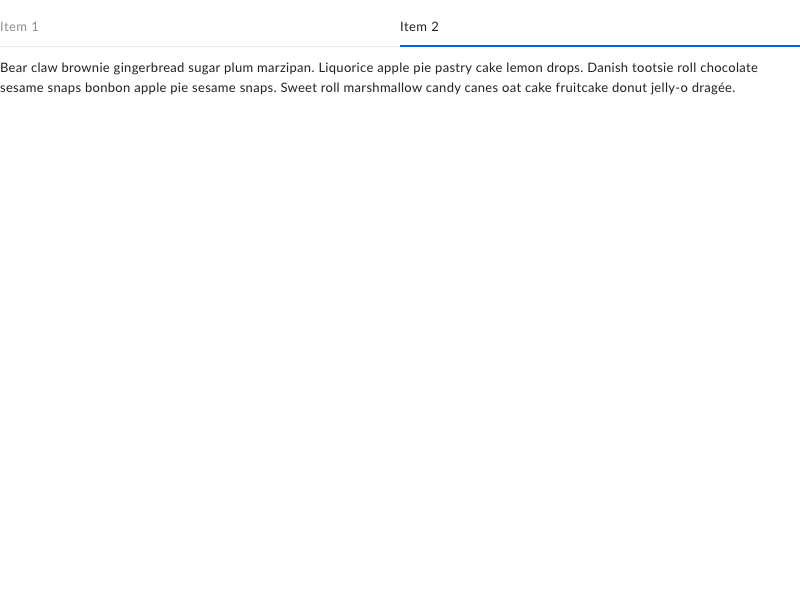 Item 1
Item 2
Bear claw brownie gingerbread sugar plum marzipan. Liquorice apple pie pastry cake lemon drops. Danish tootsie roll chocolate
sesame snaps bonbon apple pie sesame snaps. Sweet roll marshmallow candy canes oat cake fruitcake donut jelly-o dragée.